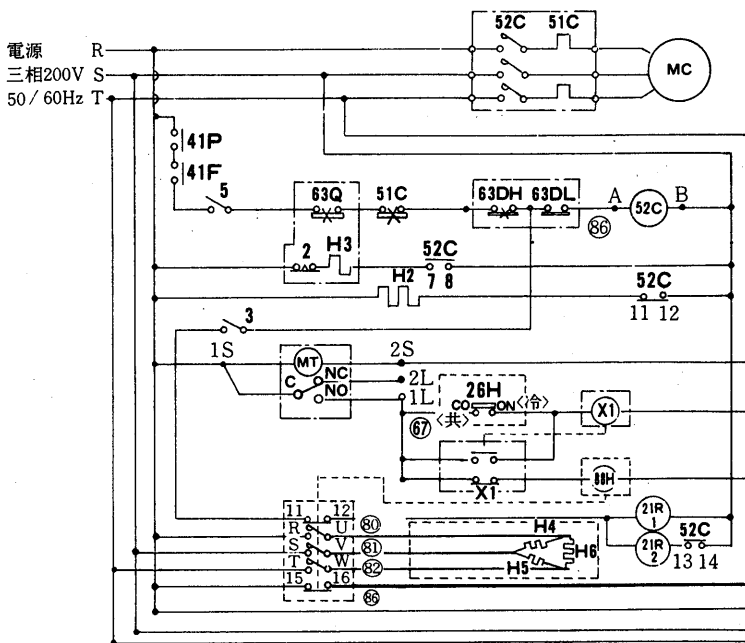 52C 51C
電源 R
三相200V S
50/60Hz T
MC
41P
41F
5
63Q 51C 63DH 63DL A 52C B
86
2 H3 52C
7 8
H2 52C
11 12
3
1S MT 2S
C NC 2L
NO 1L
26H
CO ON〈冷〉
〈共〉
67
X1
X1
88H
11 12 80
R U
S V 81
T W 82
15 16
86
H4
H5 H6
21R
1
21R
2
52C
13 14